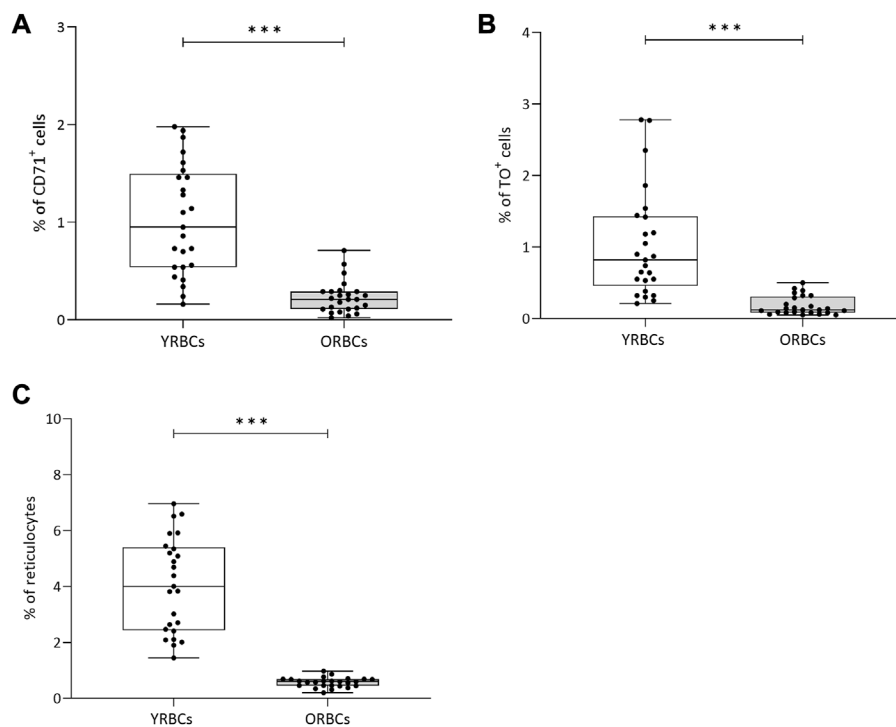 A
***
3
2
1
0
% of CD71⁺ cells
YRBCs
ORBCs
B
***
4
3
2
1
0
% of TO⁺ cells
YRBCs
ORBCs
C
***
10
8
6
4
2
0
% of reticulocytes
YRBCs
ORBCs